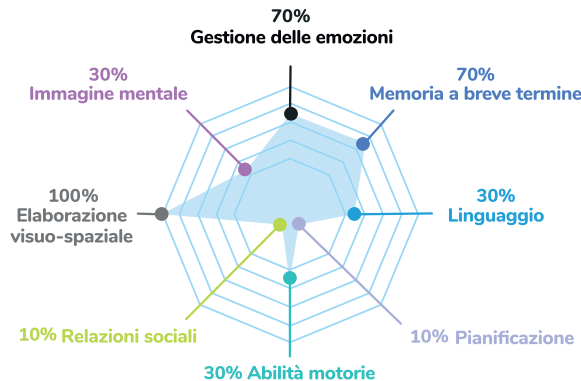 70%
Gestione delle emozioni
30%
Immagine mentale
70%
Memoria a breve termine
100%
Elaborazione
visuo-spaziale
30%
Linguaggio
10% Relazioni sociali
10% Pianificazione
30% Abilità motorie